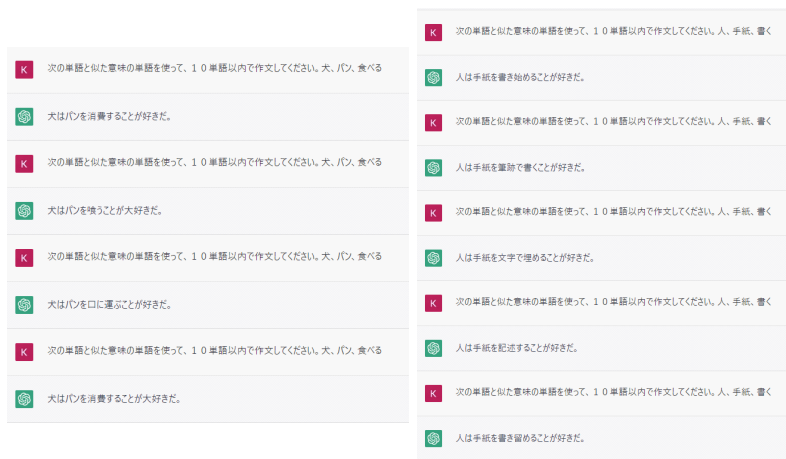 K 次の単語と似た意味の単語を使って、１０単語以内で作文してください。犬、パン、食べる
犬はパンを消費することが好きだ。
K 次の単語と似た意味の単語を使って、１０単語以内で作文してください。犬、パン、食べる
犬はパンを喰うことが大好きだ。
K 次の単語と似た意味の単語を使って、１０単語以内で作文してください。犬、パン、食べる
犬はパンを口に運ぶことが好きだ。
K 次の単語と似た意味の単語を使って、１０単語以内で作文してください。犬、パン、食べる
犬はパンを消費することが大好きだ。
K 次の単語と似た意味の単語を使って、１０単語以内で作文してください。人、手紙、書く
人は手紙を書き始めることが好きだ。
K 次の単語と似た意味の単語を使って、１０単語以内で作文してください。人、手紙、書く
人は手紙を筆跡で書くことが好きだ。
K 次の単語と似た意味の単語を使って、１０単語以内で作文してください。人、手紙、書く
人は手紙を文字で埋めることが好きだ。
K 次の単語と似た意味の単語を使って、１０単語以内で作文してください。人、手紙、書く
人は手紙を記述することが好きだ。
K 次の単語と似た意味の単語を使って、１０単語以内で作文してください。人、手紙、書く
人は手紙を書き留めることが好きだ。